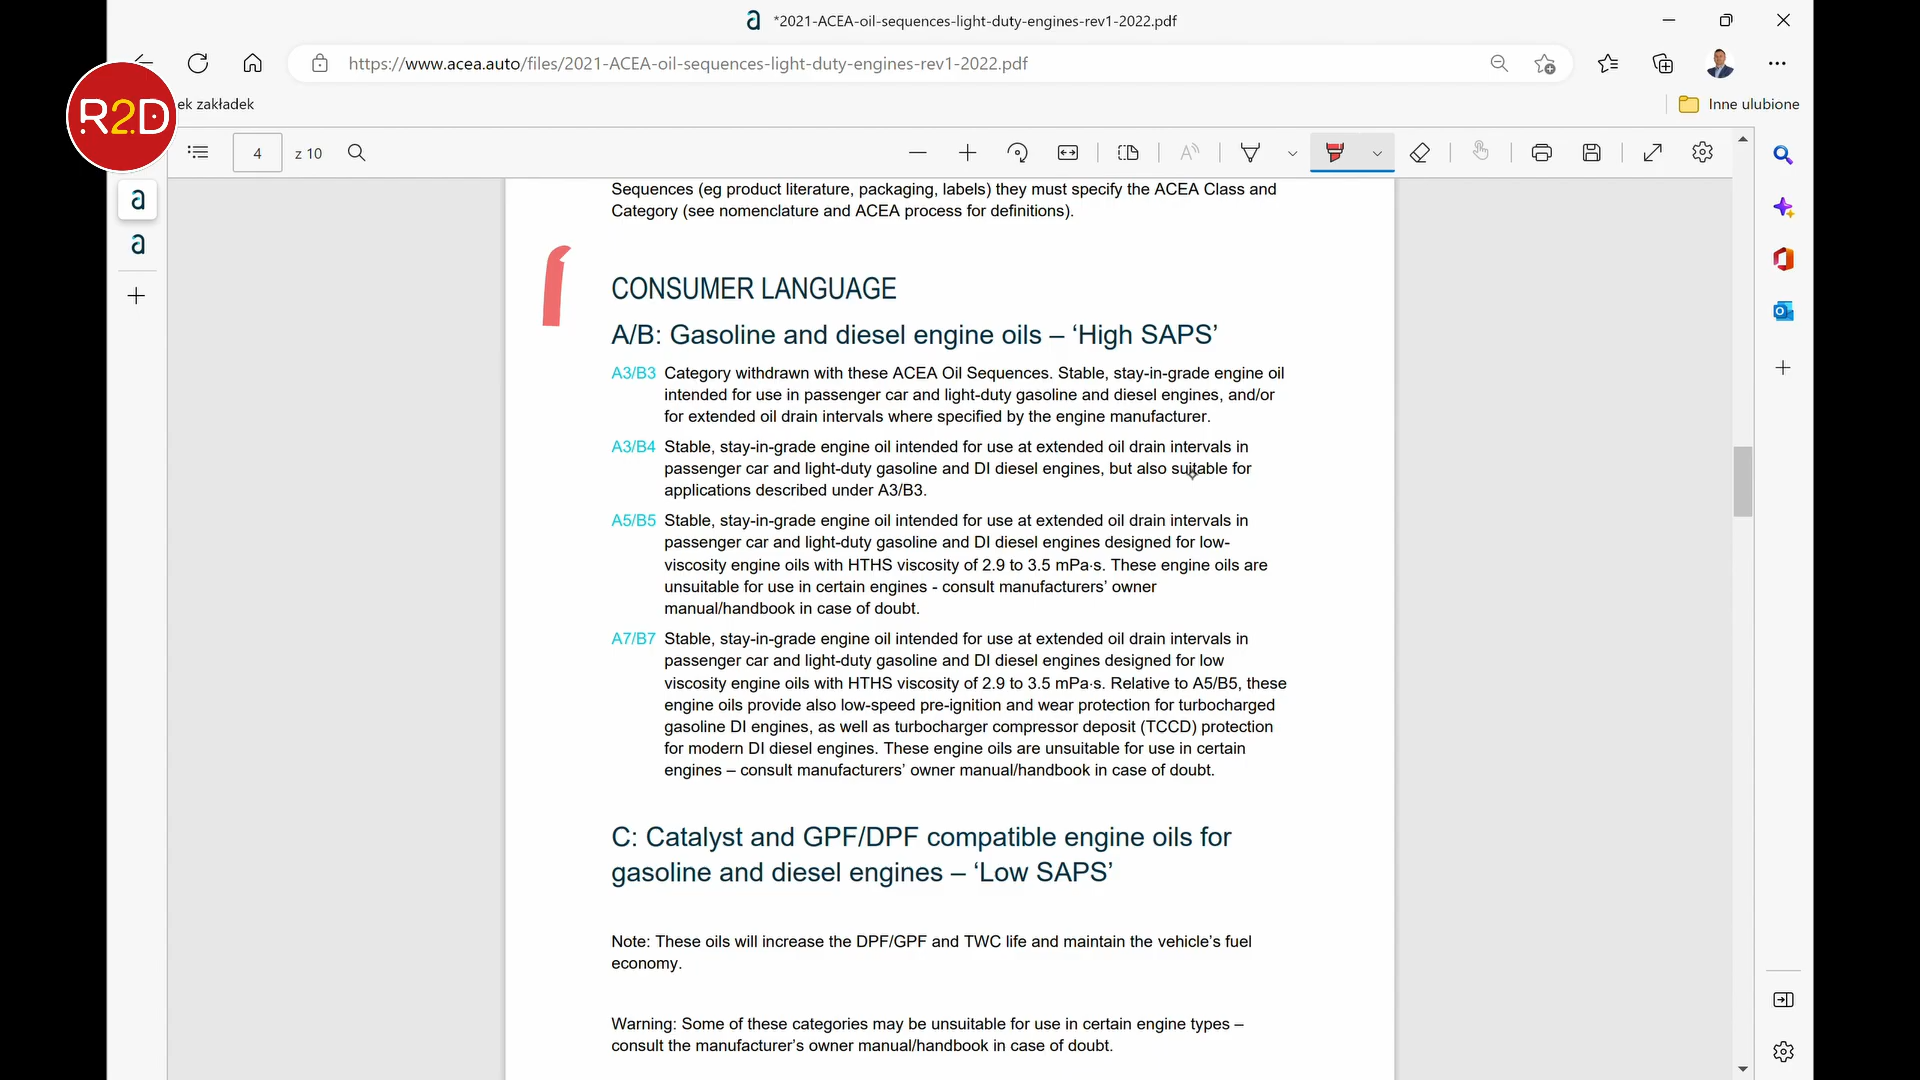 *2021-ACEA-oil-sequences-light-duty-engines-rev1-2022.pdf
https://www.acea.auto/files/2021-ACEA-oil-sequences-light-duty-engines-rev1-2022.pdf
R2D
ek zakładek
Inne ulubione
4 z 10
Sequences (eg product literature, packaging, labels) they must specify the ACEA Class and
Category (see nomenclature and ACEA process for definitions).
CONSUMER LANGUAGE
A/B: Gasoline and diesel engine oils – ‘High SAPS’
A3/B3 Category withdrawn with these ACEA Oil Sequences. Stable, stay-in-grade engine oil
intended for use in passenger car and light-duty gasoline and diesel engines, and/or
for extended oil drain intervals where specified by the engine manufacturer.
A3/B4 Stable, stay-in-grade engine oil intended for use at extended oil drain intervals in
passenger car and light-duty gasoline and DI diesel engines, but also suitable for
applications described under A3/B3.
A5/B5 Stable, stay-in-grade engine oil intended for use at extended oil drain intervals in
passenger car and light-duty gasoline and DI diesel engines designed for low-
viscosity engine oils with HTHS viscosity of 2.9 to 3.5 mPa·s. These engine oils are
unsuitable for use in certain engines - consult manufacturers’ owner
manual/handbook in case of doubt.
A7/B7 Stable, stay-in-grade engine oil intended for use at extended oil drain intervals in
passenger car and light-duty gasoline and DI diesel engines designed for low
viscosity engine oils with HTHS viscosity of 2.9 to 3.5 mPa·s. Relative to A5/B5, these
engine oils provide also low-speed pre-ignition and wear protection for turbocharged
gasoline DI engines, as well as turbocharger compressor deposit (TCCD) protection
for modern DI diesel engines. These engine oils are unsuitable for use in certain
engines – consult manufacturers’ owner manual/handbook in case of doubt.
C: Catalyst and GPF/DPF compatible engine oils for
gasoline and diesel engines – ‘Low SAPS’
Note: These oils will increase the DPF/GPF and TWC life and maintain the vehicle’s fuel
economy.
Warning: Some of these categories may be unsuitable for use in certain engine types –
consult the manufacturer’s owner manual/handbook in case of doubt.